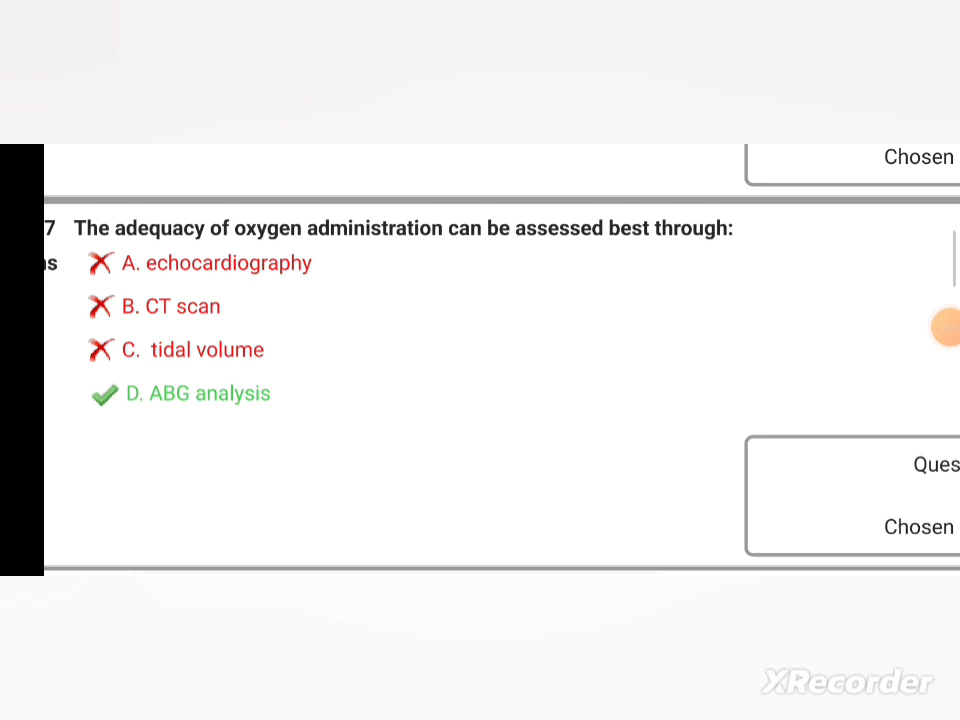 Chosen
7 The adequacy of oxygen administration can be assessed best through:
A. echocardiography
B. CT scan
C. tidal volume
D. ABG analysis
Ques
Chosen
XRecorder